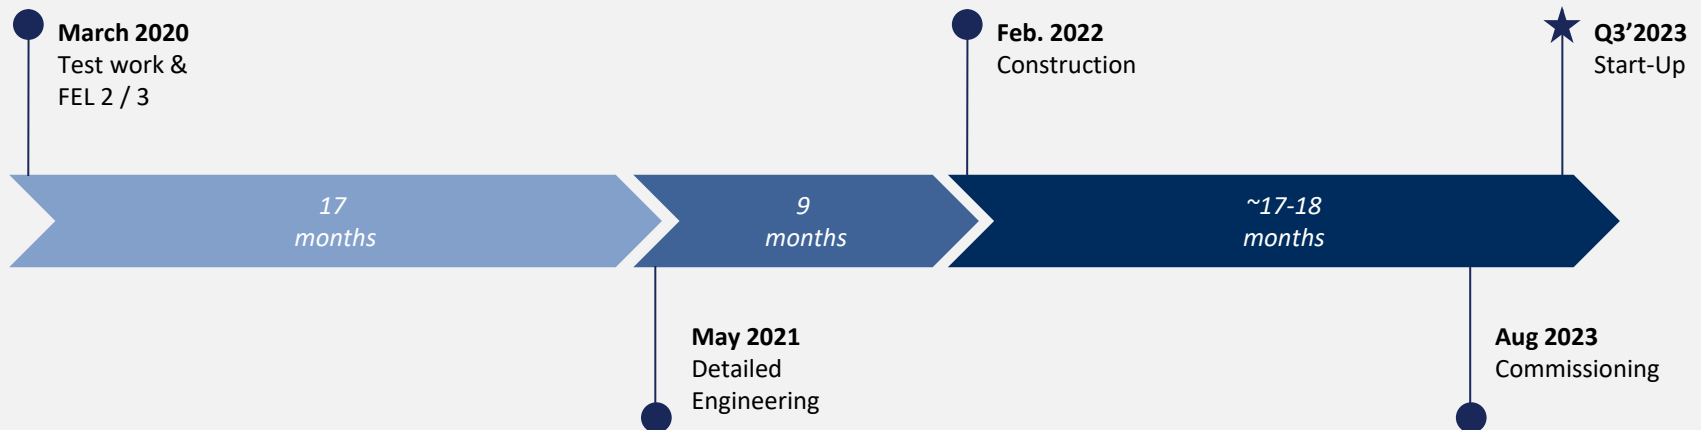 March 2020
Test work &
FEL 2 / 3
Feb. 2022
Construction
Q3’2023
Start-Up
17
months
9
months
~17-18
months
May 2021
Detailed
Engineering
Aug 2023
Commissioning